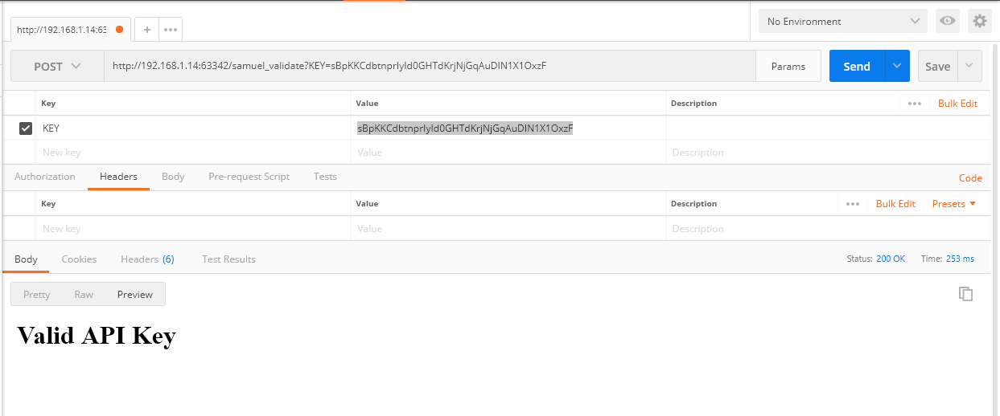 http://192.168.1.14:63
No Environment
POST
http://192.168.1.14:63342/samuel_validate?KEY=sBpKKCdbtnprIyId0GHTdKrjNjGqAuDIN1X1OxzF
Params
Send
Save
Key Value Description ••• Bulk Edit
KEY sBpKKCdbtnprIyId0GHTdKrjNjGqAuDIN1X1OxzF
New key Value Description
Authorization Headers Body Pre-request Script Tests Code
Key Value Description ••• Bulk Edit Presets
New key Value Description
Body Cookies Headers (6) Test Results Status: 200 OK Time: 253 ms
Pretty Raw Preview
Valid API Key